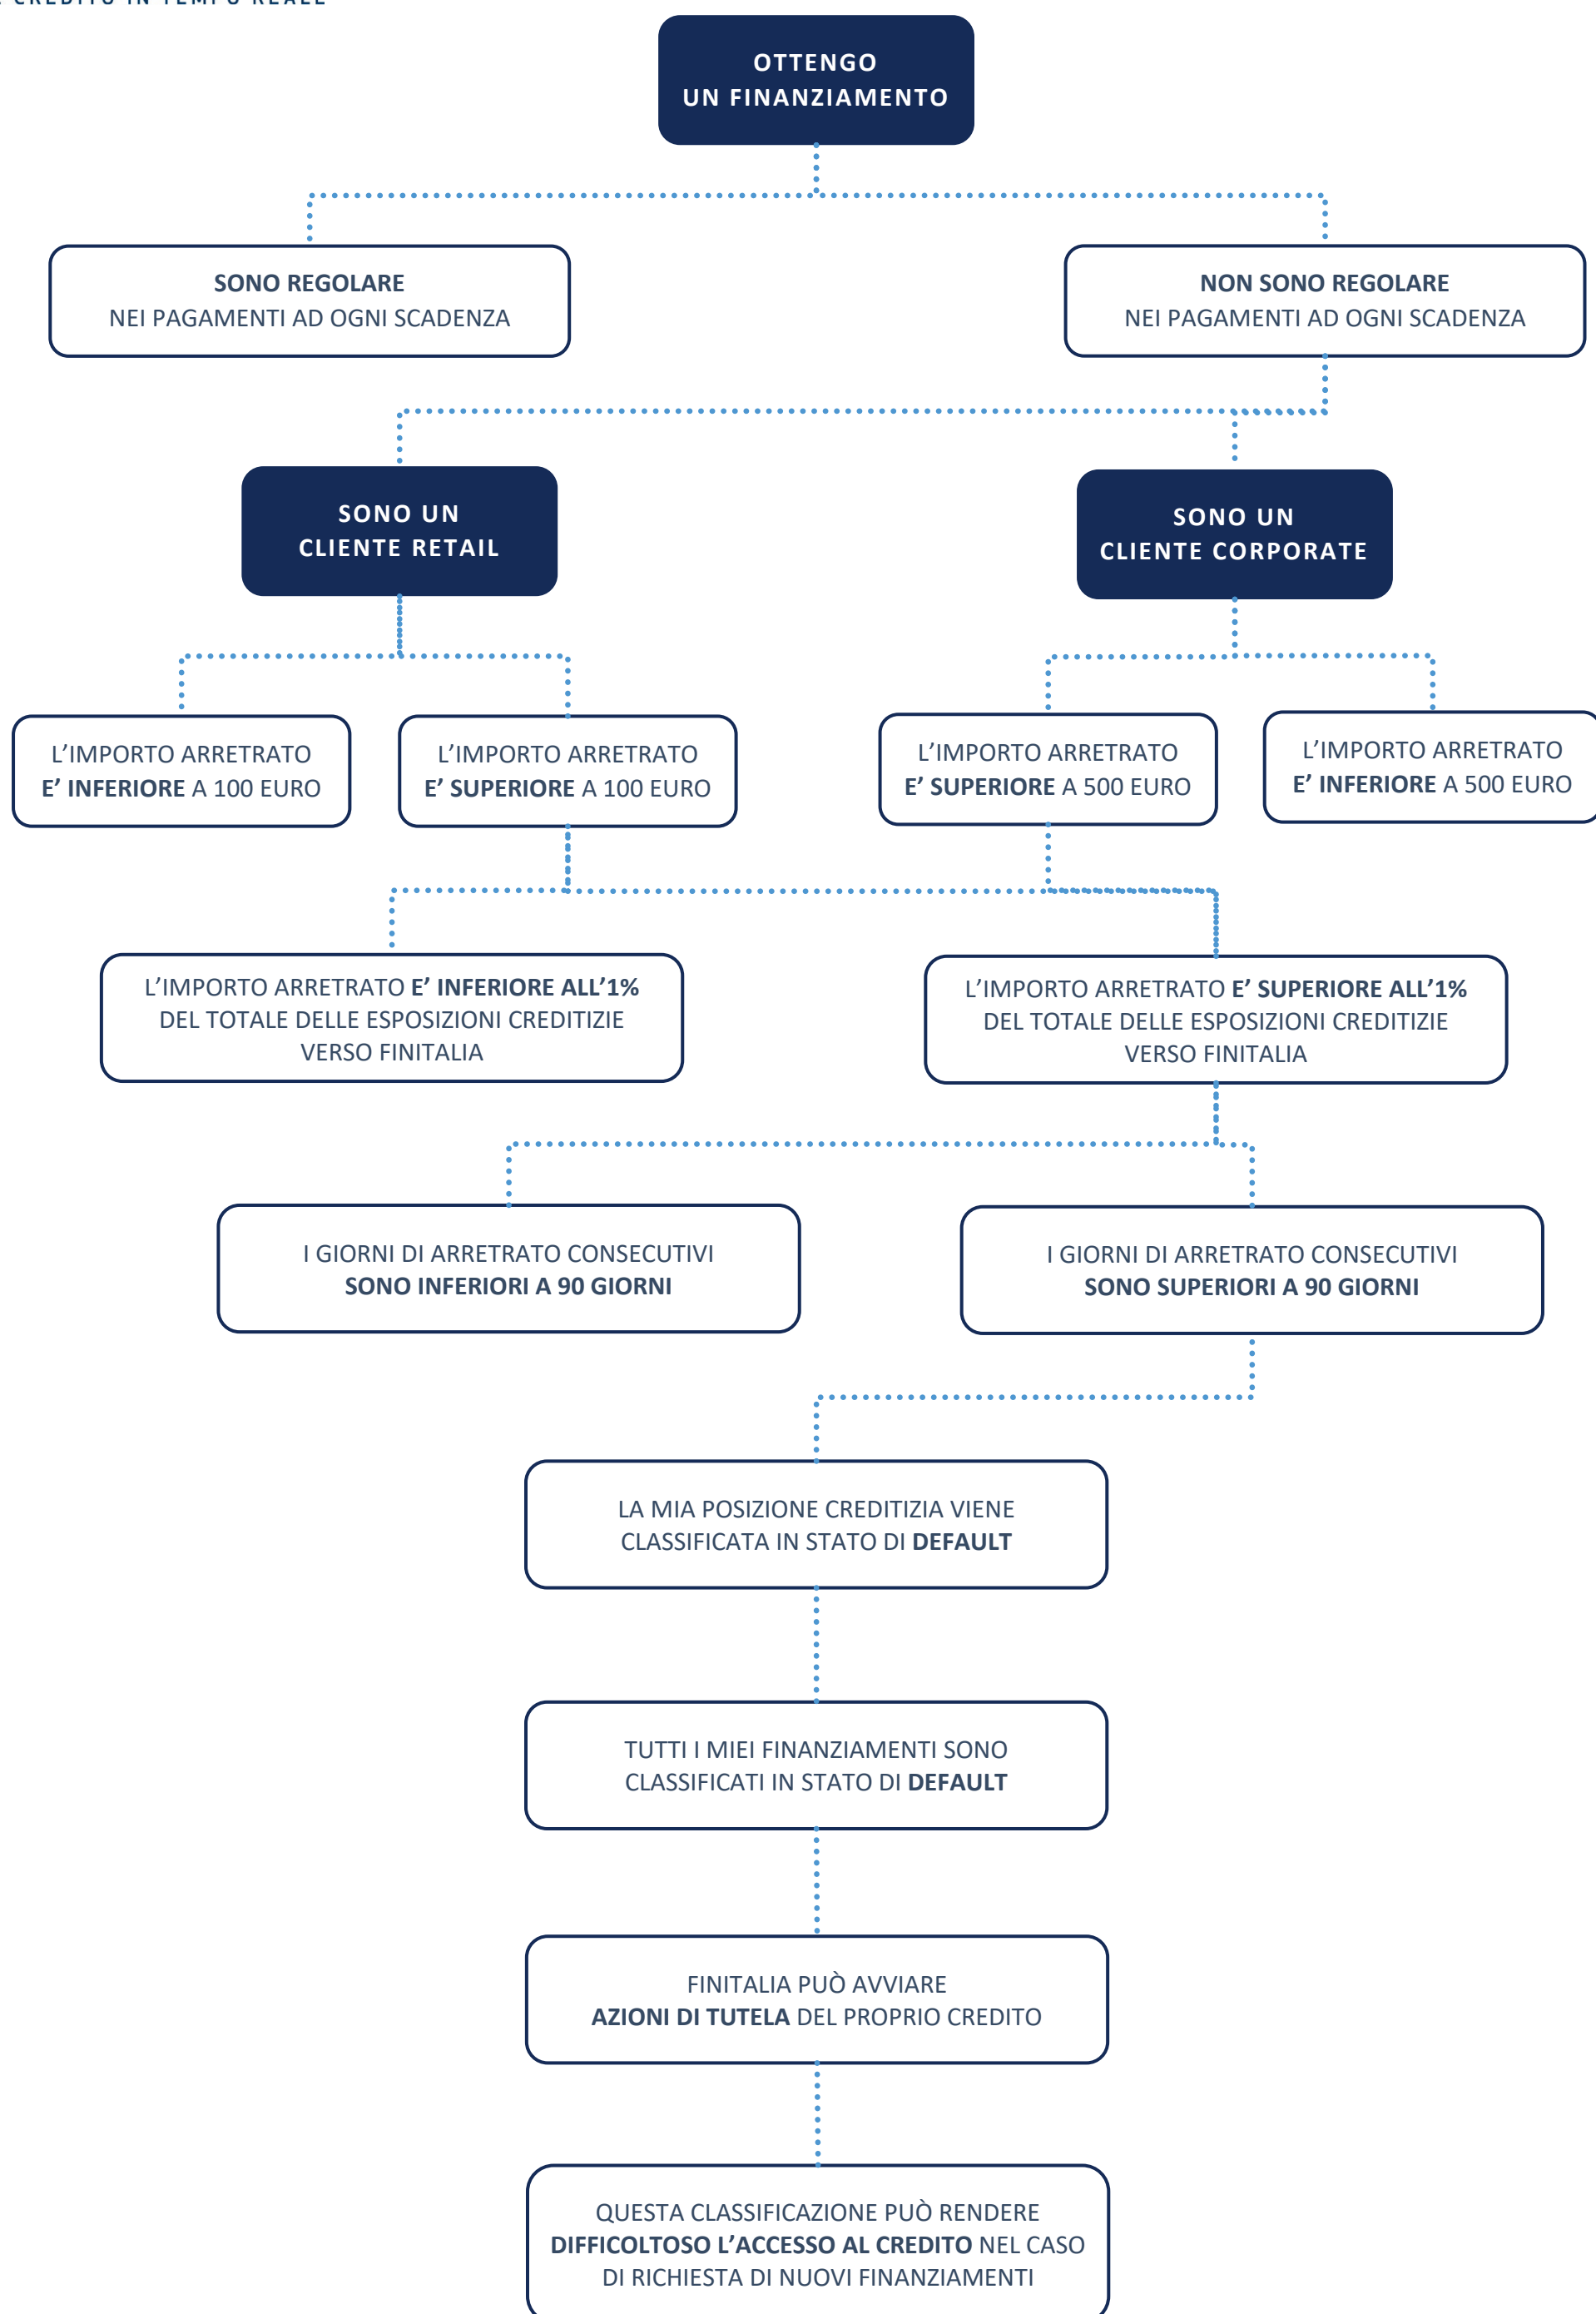 CREDITO IN TEMPO REALE
OTTENGO
UN FINANZIAMENTO
SONO REGOLARE
NEI PAGAMENTI AD OGNI SCADENZA
NON SONO REGOLARE
NEI PAGAMENTI AD OGNI SCADENZA
SONO UN
CLIENTE RETAIL
SONO UN
CLIENTE CORPORATE
L’IMPORTO ARRETRATO
E’ INFERIORE A 100 EURO
L’IMPORTO ARRETRATO
E’ SUPERIORE A 100 EURO
L’IMPORTO ARRETRATO
E’ SUPERIORE A 500 EURO
L’IMPORTO ARRETRATO
E’ INFERIORE A 500 EURO
L’IMPORTO ARRETRATO E’ INFERIORE ALL’1%
DEL TOTALE DELLE ESPOSIZIONI CREDITIZIE
VERSO FINITALIA
L’IMPORTO ARRETRATO E’ SUPERIORE ALL’1%
DEL TOTALE DELLE ESPOSIZIONI CREDITIZIE
VERSO FINITALIA
I GIORNI DI ARRETRATO CONSECUTIVI
SONO INFERIORI A 90 GIORNI
I GIORNI DI ARRETRATO CONSECUTIVI
SONO SUPERIORI A 90 GIORNI
LA MIA POSIZIONE CREDITIZIA VIENE
CLASSIFICATA IN STATO DI DEFAULT
TUTTI I MIEI FINANZIAMENTI SONO
CLASSIFICATI IN STATO DI DEFAULT
FINITALIA PUÒ AVVIARE
AZIONI DI TUTELA DEL PROPRIO CREDITO
QUESTA CLASSIFICAZIONE PUÒ RENDERE
DIFFICOLTOSO L’ACCESSO AL CREDITO NEL CASO
DI RICHIESTA DI NUOVI FINANZIAMENTI